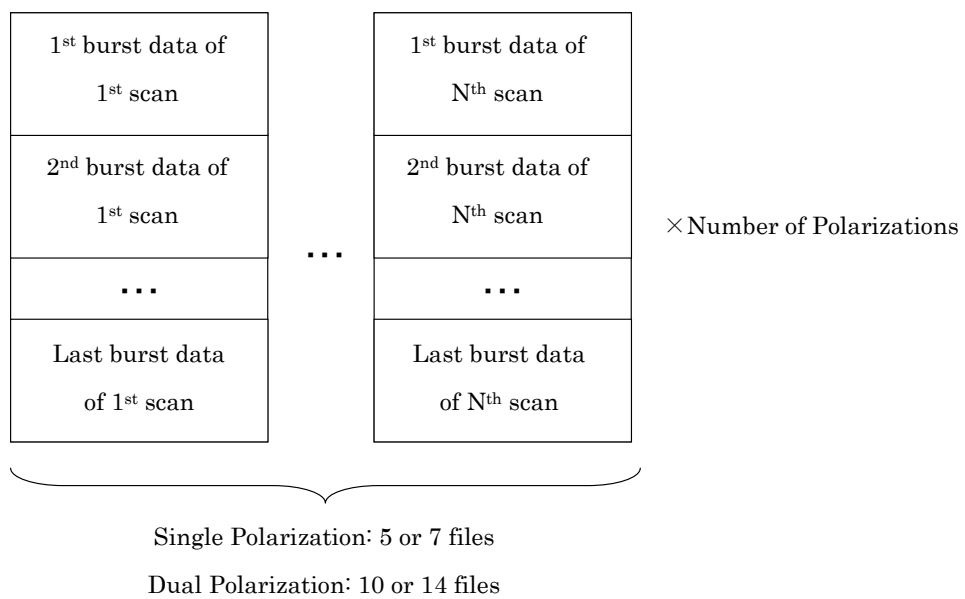 1st burst data of
1st scan
2nd burst data of
1st scan
...
Last burst data
of 1st scan
...
1st burst data of
Nth scan
2nd burst data of
Nth scan
...
Last burst data
of Nth scan
×Number of Polarizations
Single Polarization: 5 or 7 files
Dual Polarization: 10 or 14 files